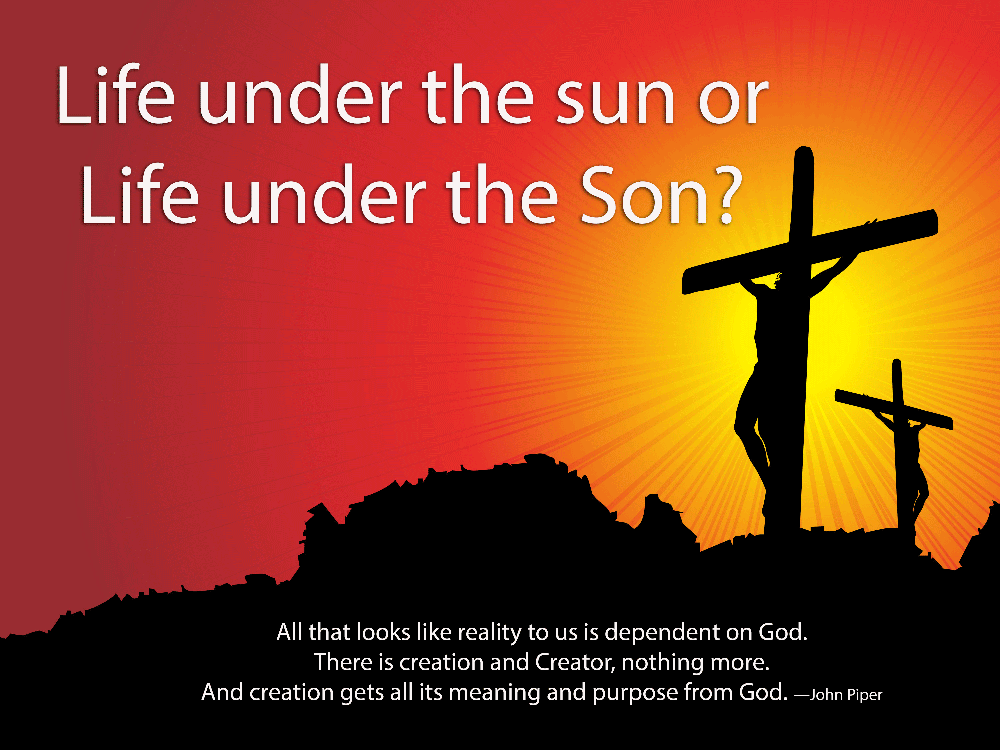 Life under the sun or
Life under the Son?
All that looks like reality to us is dependent on God.
There is creation and Creator, nothing more.
And creation gets all its meaning and purpose from God. —John Piper